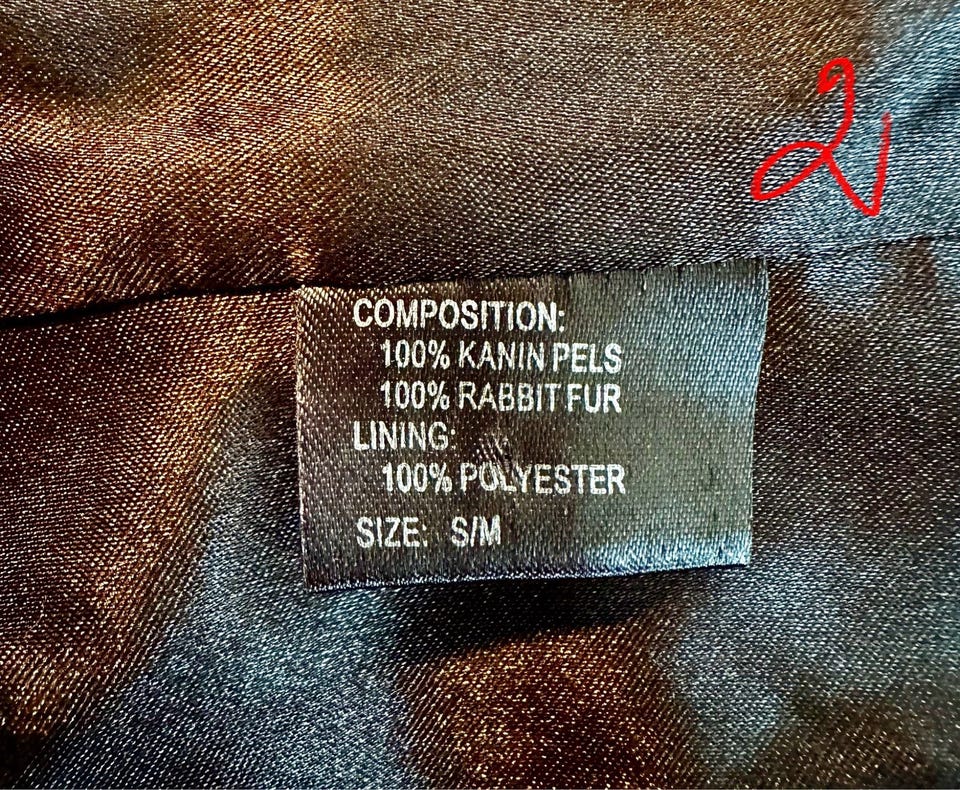 2
COMPOSITION:
100% KANIN PELS
100% RABBIT FUR
LINING:
100% POLYESTER
SIZE: S/M